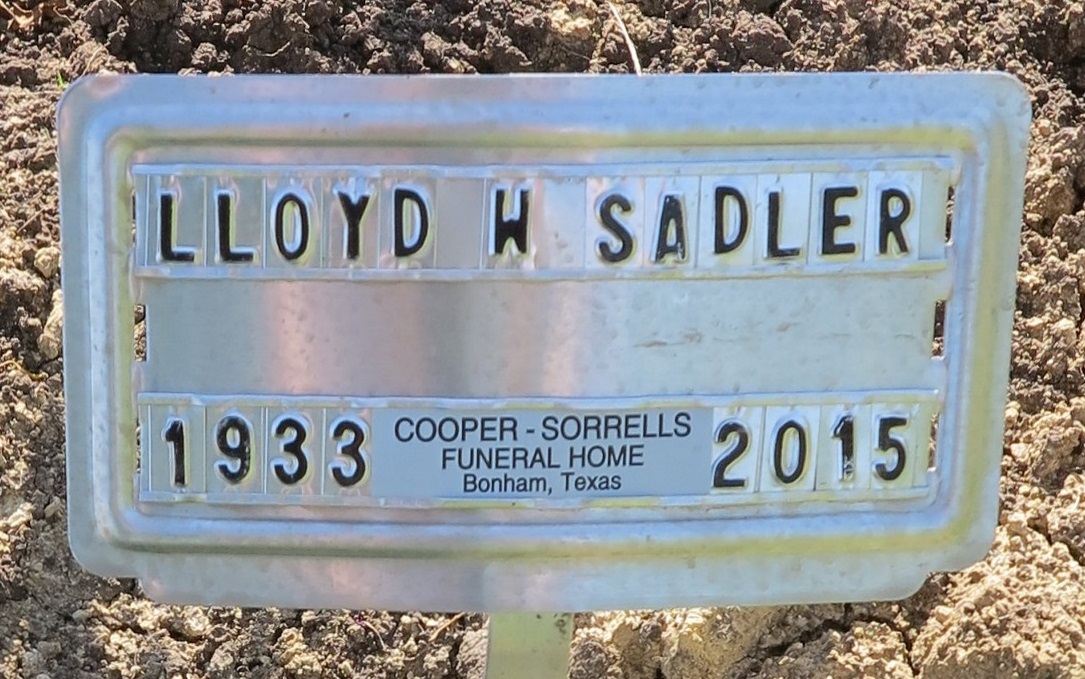 LLOYD W SADLER
1933 COOPER - SORRELLS 2015
FUNERAL HOME
Bonham, Texas